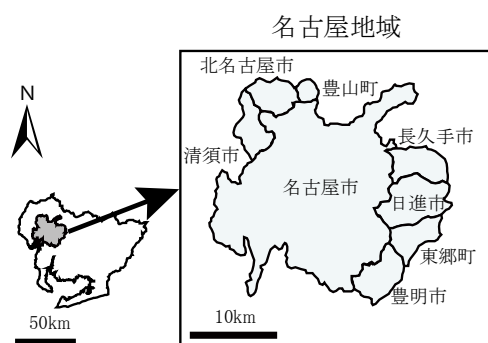 名古屋地域
北名古屋市
豊山町
N
長久手市
清須市
名古屋市
日進市
東郷町
豊明市
50km
10km